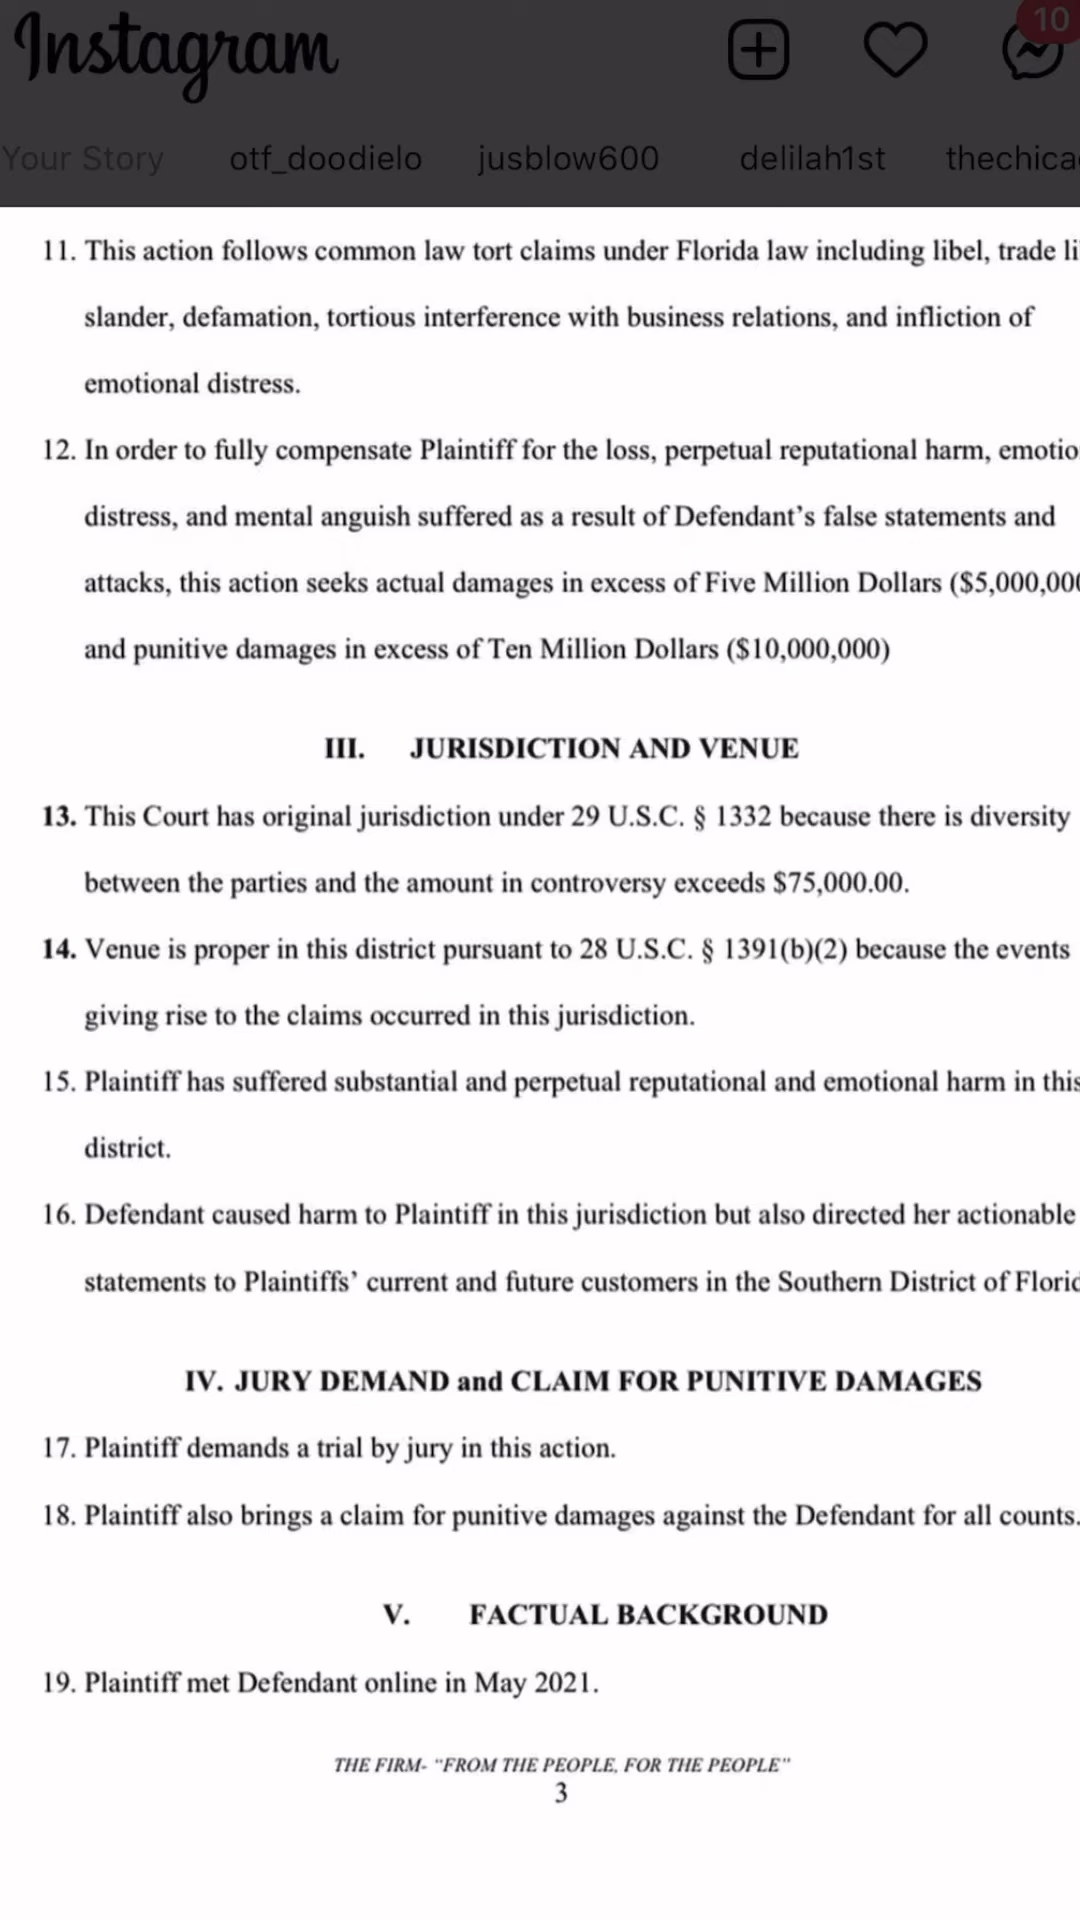 Instagram
10
Your Story otf_doodielo jusblow600 delilah1st thechica
11. This action follows common law tort claims under Florida law including libel, trade li
slander, defamation, tortious interference with business relations, and infliction of
emotional distress.
12. In order to fully compensate Plaintiff for the loss, perpetual reputational harm, emotio
distress, and mental anguish suffered as a result of Defendant’s false statements and
attacks, this action seeks actual damages in excess of Five Million Dollars ($5,000,000
and punitive damages in excess of Ten Million Dollars ($10,000,000)
III. JURISDICTION AND VENUE
13. This Court has original jurisdiction under 29 U.S.C. § 1332 because there is diversity
between the parties and the amount in controversy exceeds $75,000.00.
14. Venue is proper in this district pursuant to 28 U.S.C. § 1391(b)(2) because the events
giving rise to the claims occurred in this jurisdiction.
15. Plaintiff has suffered substantial and perpetual reputational and emotional harm in this
district.
16. Defendant caused harm to Plaintiff in this jurisdiction but also directed her actionable
statements to Plaintiffs’ current and future customers in the Southern District of Florid
IV. JURY DEMAND and CLAIM FOR PUNITIVE DAMAGES
17. Plaintiff demands a trial by jury in this action.
18. Plaintiff also brings a claim for punitive damages against the Defendant for all counts.
V. FACTUAL BACKGROUND
19. Plaintiff met Defendant online in May 2021.
THE FIRM- “FROM THE PEOPLE, FOR THE PEOPLE”
3